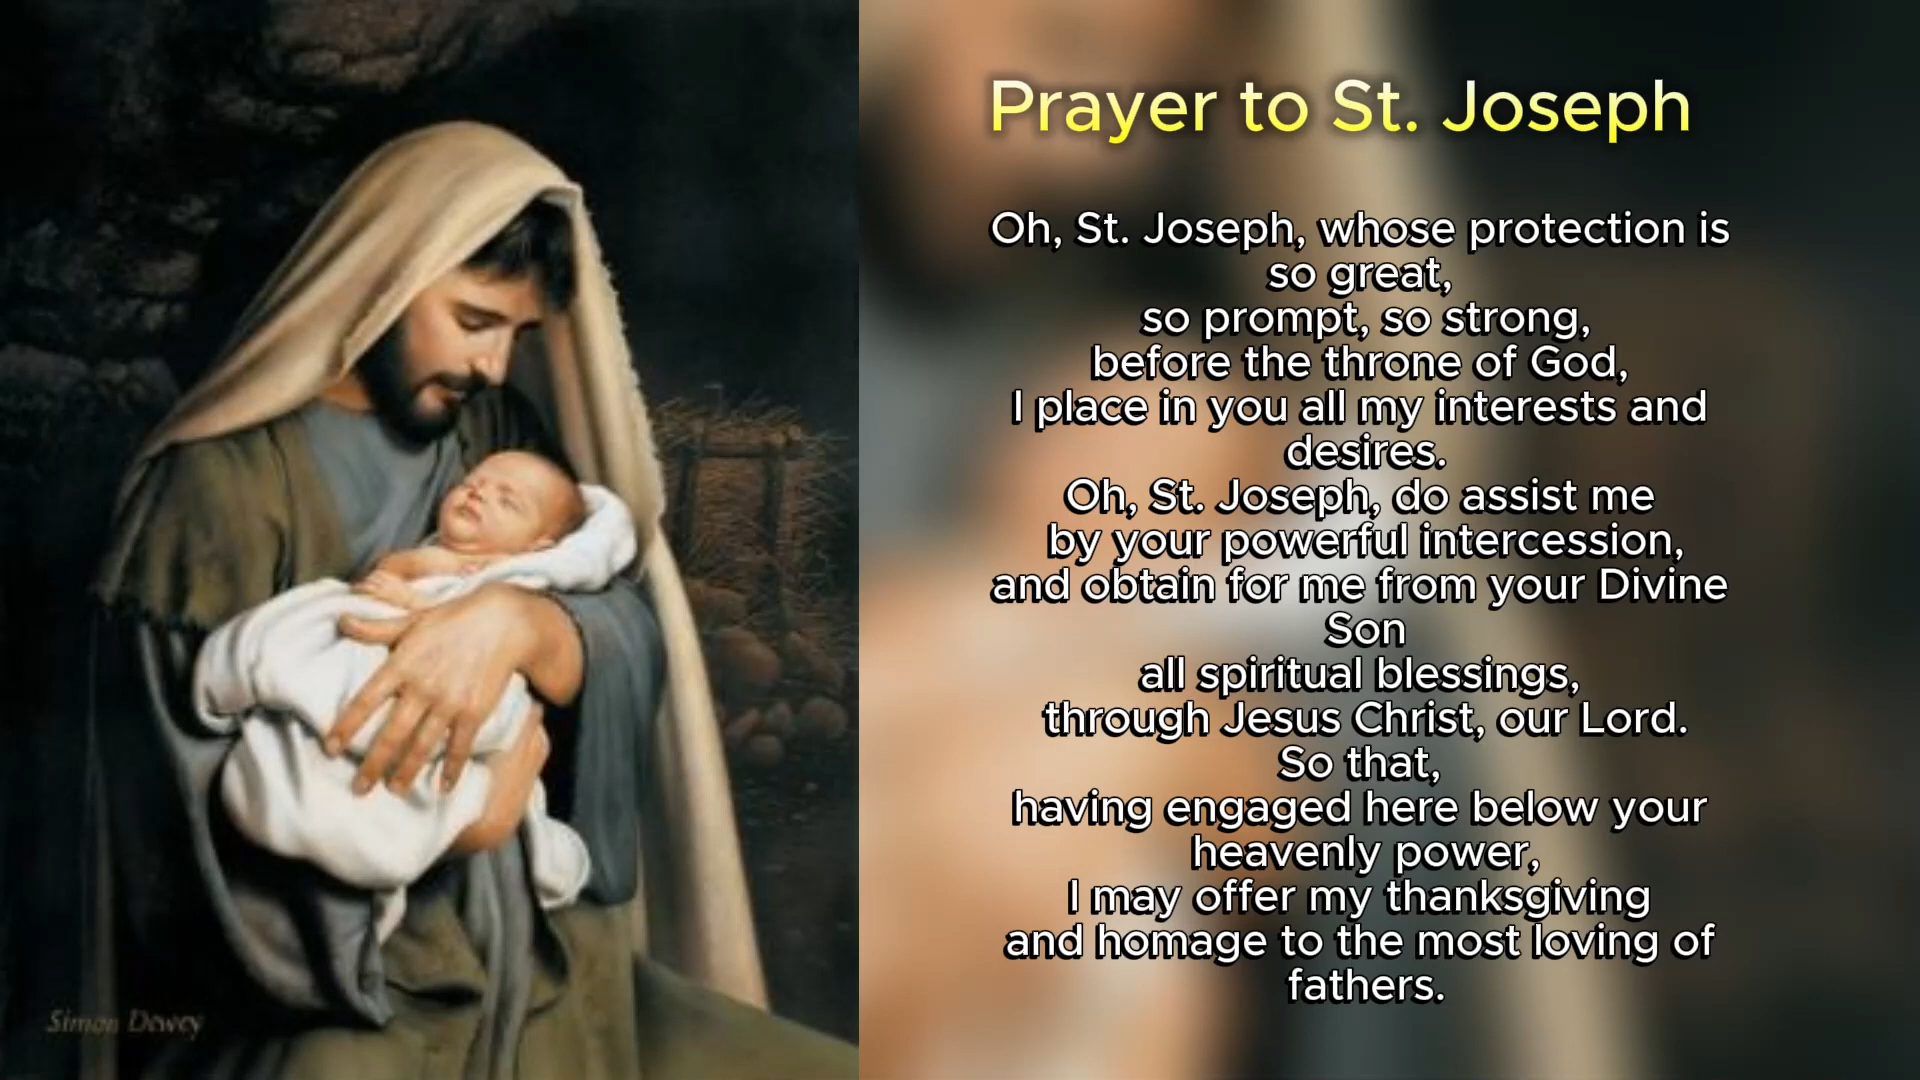 Prayer to St. Joseph
Oh, St. Joseph, whose protection is
so great,
so prompt, so strong,
before the throne of God,
I place in you all my interests and
desires.
Oh, St. Joseph, do assist me
by your powerful intercession,
and obtain for me from your Divine
Son
all spiritual blessings,
through Jesus Christ, our Lord.
So that,
having engaged here below your
heavenly power,
I may offer my thanksgiving
and homage to the most loving of
fathers.
Simon Dewey